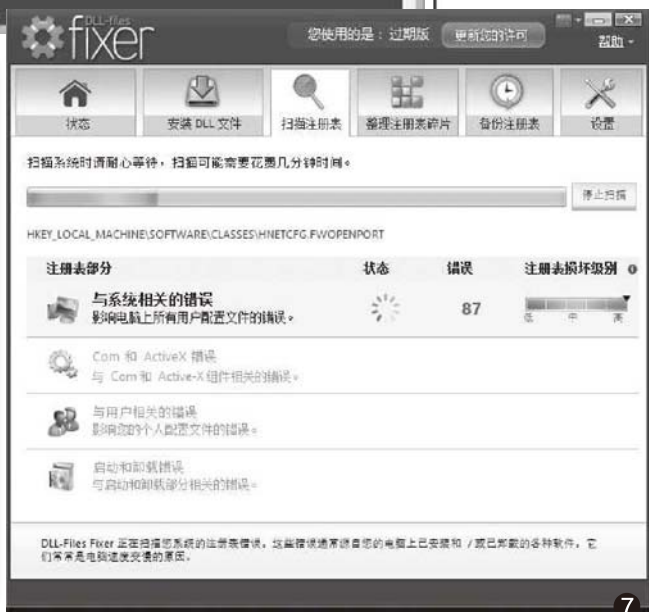 DLL-files
fixer
您使用的是：过期版
更新您的许可
帮助
状态
安装 DLL 文件
扫描注册表
整理注册表碎片
备份注册表
设置
扫描系统时请耐心等待，扫描可能需要花费几分钟时间。
停止扫描
HKEY_LOCAL_MACHINE\SOFTWARE\CLASSES\HNETCFG.FWOPENPORT
注册表部分 状态 错误 注册表损坏级别
与系统相关的错误
影响电脑上所有用户配置文件的错误。
87
低 中 高
Com 和 ActiveX 错误
与 Com 和 Active-X 组件相关的错误。
与用户相关的错误
影响您的个人配置文件的错误。
启动和卸载错误
与启动和卸载部分相关的错误。
DLL-Files Fixer 正在扫描您系统的注册表错误。这些错误通常源自您的电脑上已安装和 / 或已卸载的各种软件。它
们常常是电脑速度变慢的原因。
7